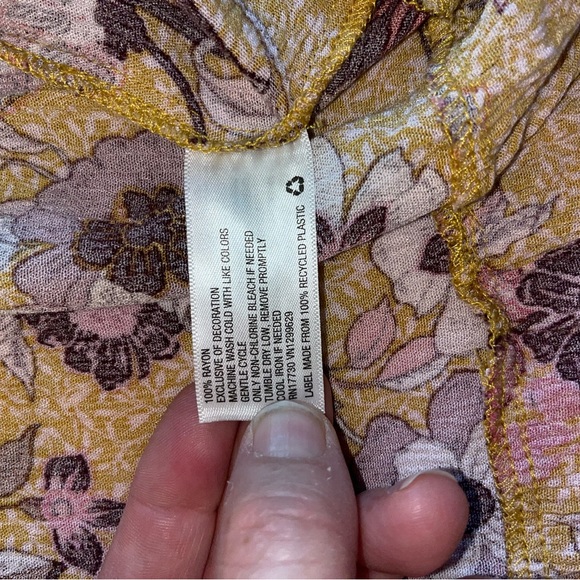 100% RAYON
EXCLUSIVE OF DECORATION
MACHINE WASH COLD WITH LIKE COLORS
GENTLE CYCLE
ONLY NON-CHLORINE BLEACH IF NEEDED
TUMBLE DRY LOW, REMOVE PROMPTLY
COOL IRON IF NEEDED
RN17730 VN1299629
LABEL MADE FROM 100% RECYCLED PLASTIC